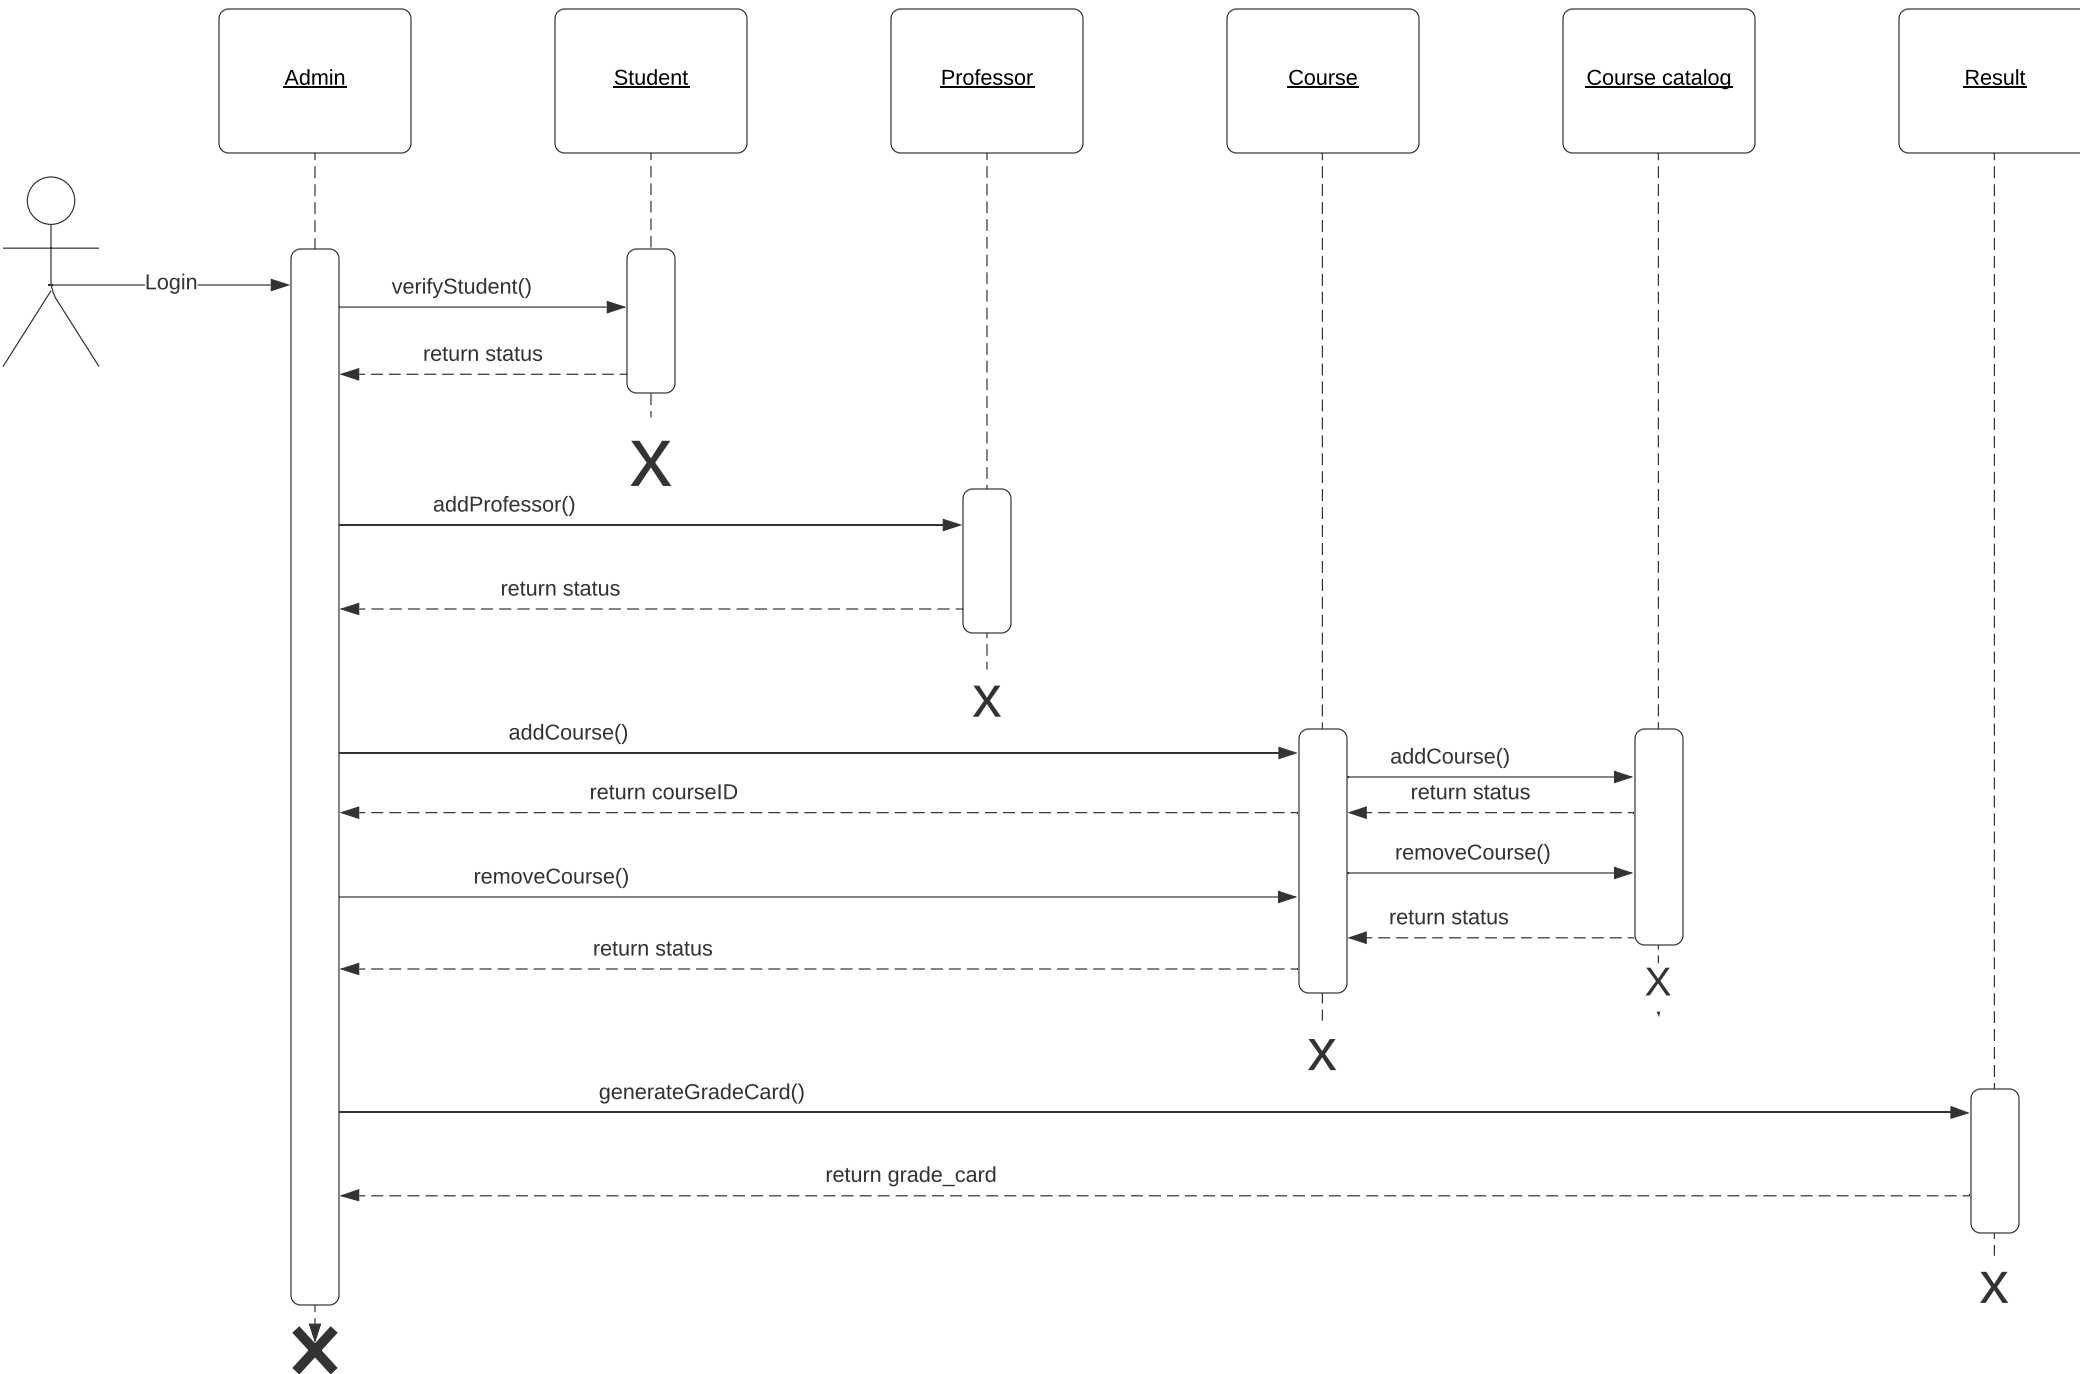 Admin
Student
Professor
Course
Course catalog
Result
Login
verifyStudent()
return status
X
addProfessor()
return status
X
addCourse()
addCourse()
return courseID
return status
removeCourse()
removeCourse()
return status
return status
X
X
generateGradeCard()
return grade_card
X
X